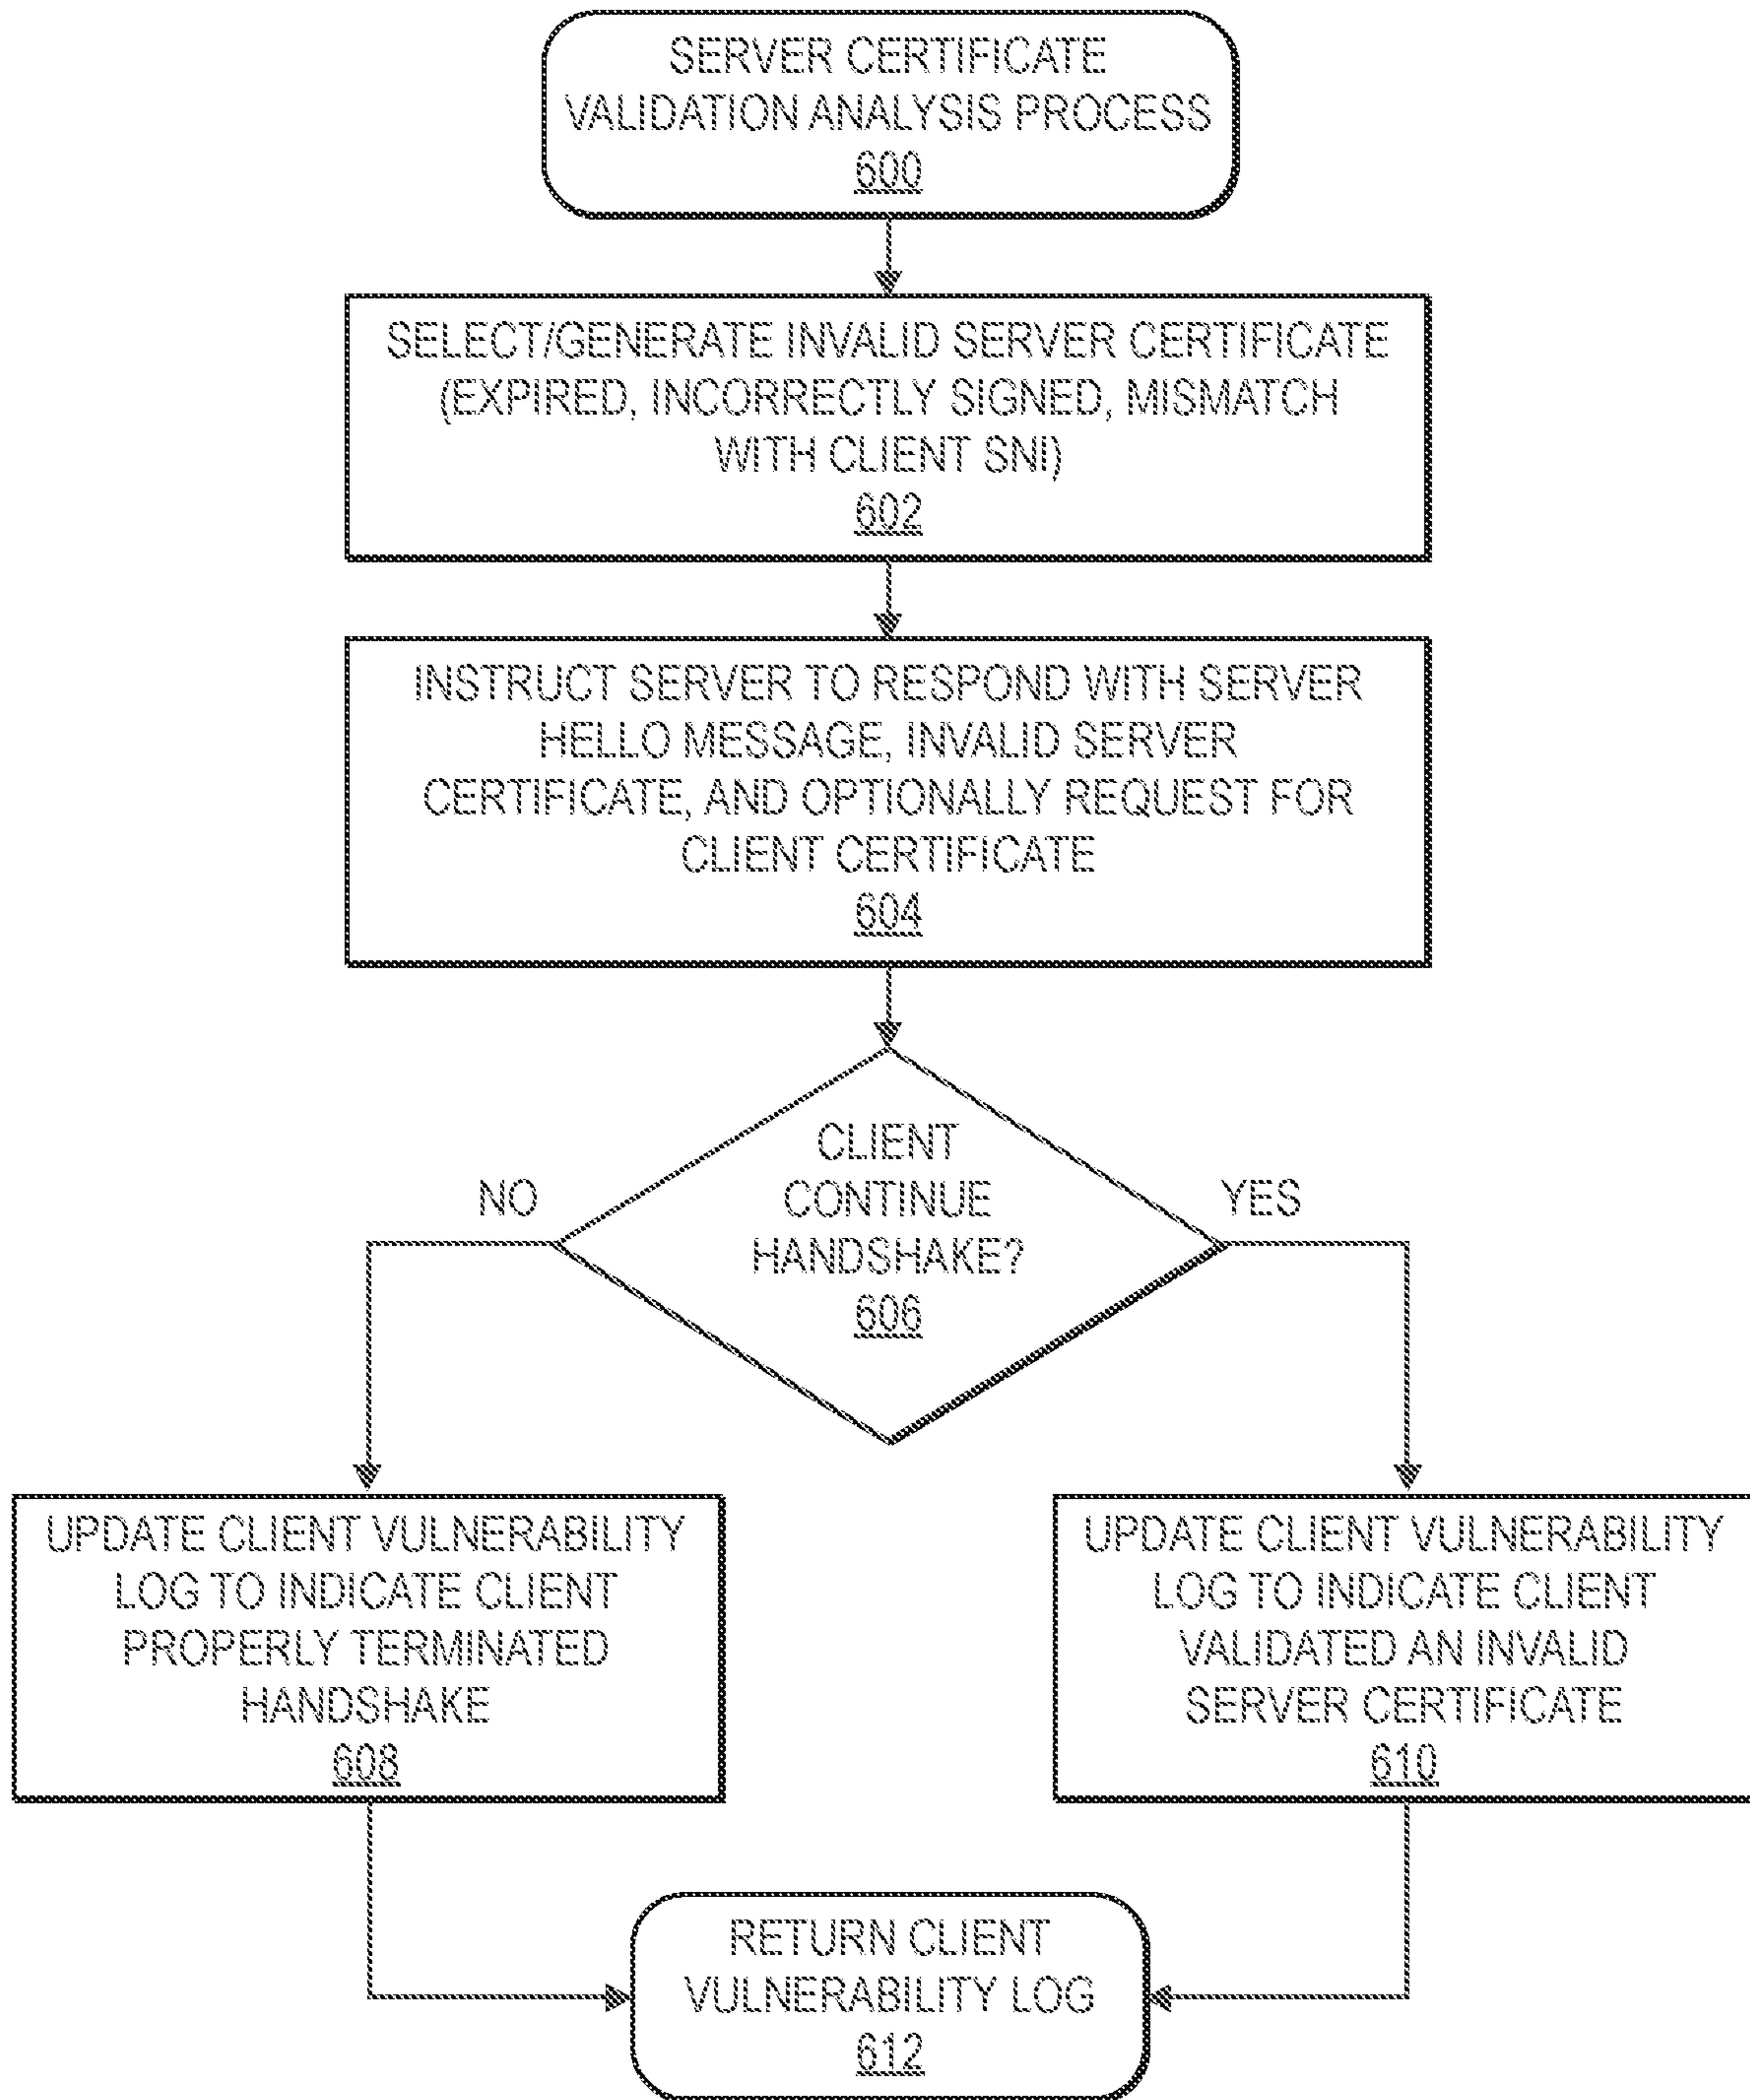 SERVER CERTIFICATE
VALIDATION ANALYSIS PROCESS
600
SELECT/GENERATE INVALID SERVER CERTIFICATE
(EXPIRED, INCORRECTLY SIGNED, MISMATCH
WITH CLIENT SNI)
602
INSTRUCT SERVER TO RESPOND WITH SERVER
HELLO MESSAGE, INVALID SERVER
CERTIFICATE, AND OPTIONALLY REQUEST FOR
CLIENT CERTIFICATE
604
CLIENT
CONTINUE
HANDSHAKE?
606
NO
YES
UPDATE CLIENT VULNERABILITY
LOG TO INDICATE CLIENT
PROPERLY TERMINATED
HANDSHAKE
608
UPDATE CLIENT VULNERABILITY
LOG TO INDICATE CLIENT
VALIDATED AN INVALID
SERVER CERTIFICATE
610
RETURN CLIENT
VULNERABILITY LOG
612